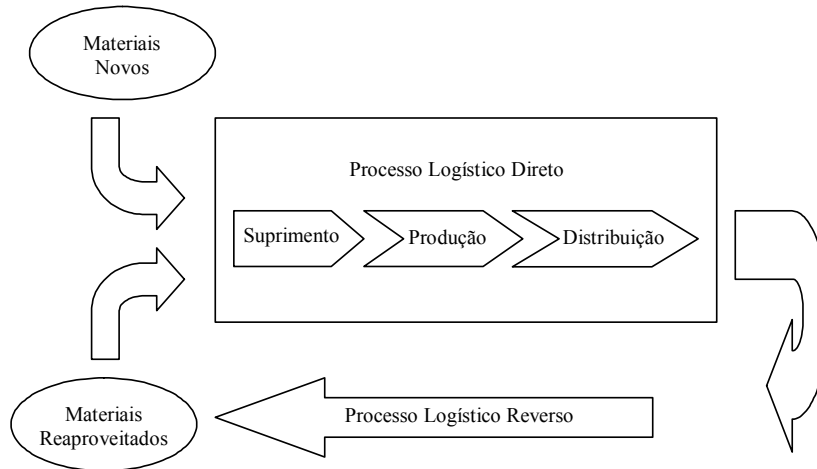 Materiais
Novos
Processo Logístico Direto
Suprimento
Produção
Distribuição
Processo Logístico Reverso
Materiais
Reaproveitados